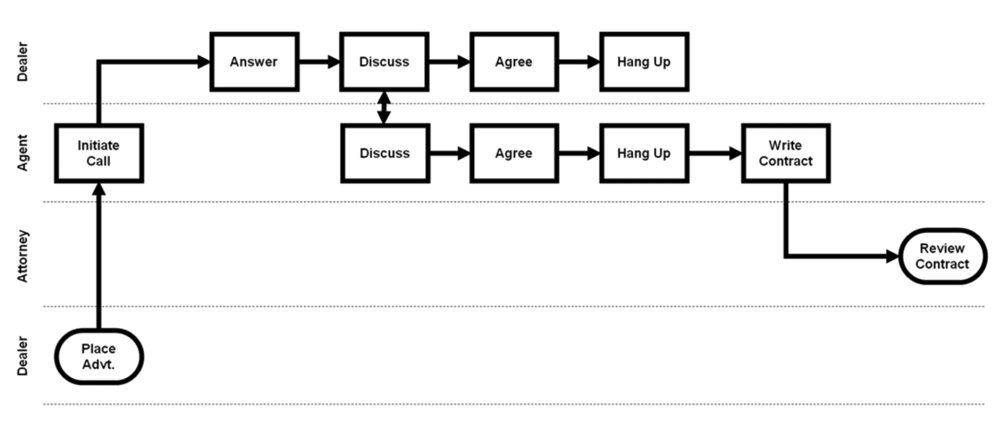 Dealer
Answer
Discuss
Agree
Hang Up
Agent
Initiate
Call
Discuss
Agree
Hang Up
Write
Contract
Attorney
Review
Contract
Dealer
Place
Advt.